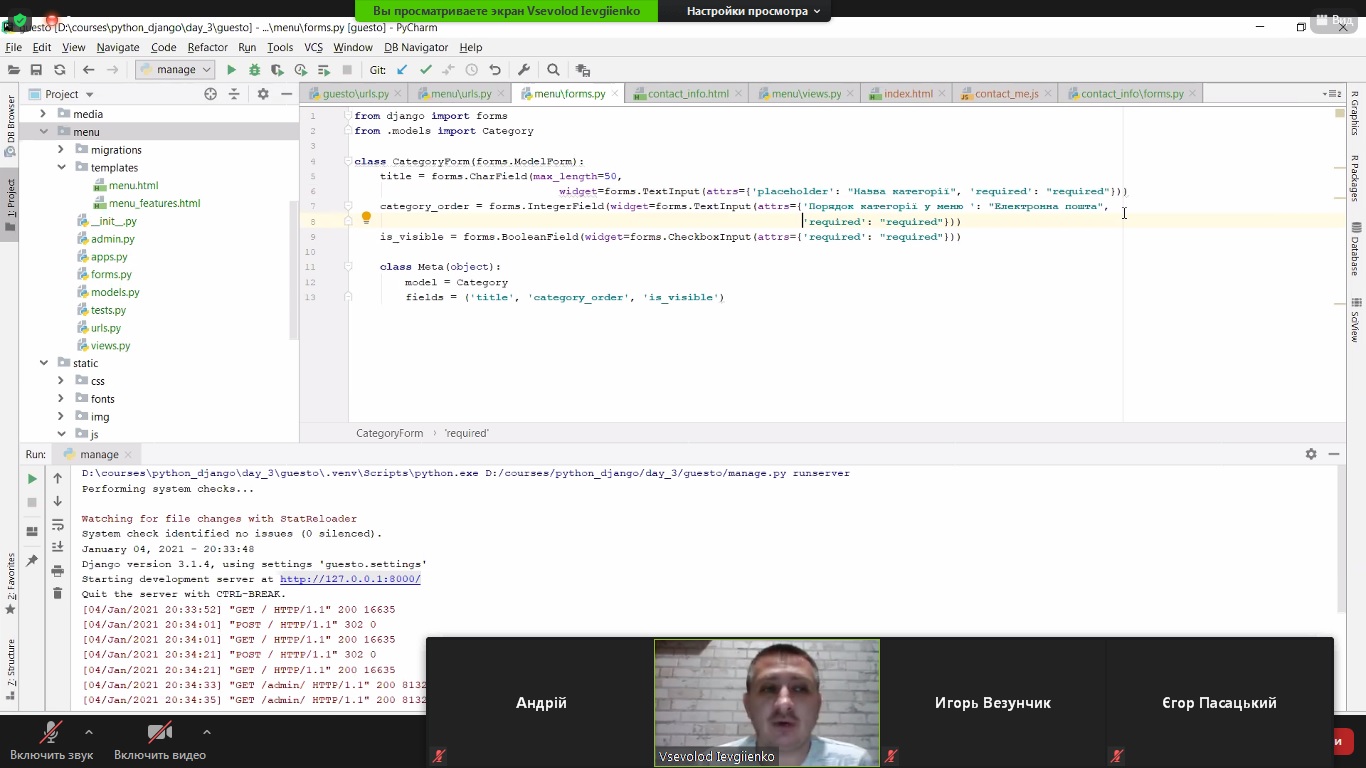 Вы просматриваете экран Vsevolod Ievgiienko
Настройки просмотра
Вид
guesto [D:\courses\python_django\day_3\guesto] - ...\menu\forms.py [guesto] - PyCharm
File Edit View Navigate Code Refactor Run Tools VCS Window DB Navigator Help
manage
Git:
Project
guesto\urls.py
menu\urls.py
menu\forms.py
contact_info.html
menu\views.py
index.html
contact_me.js
contact_info\forms.py
media
menu
migrations
templates
menu.html
menu_features.html
__init__.py
admin.py
apps.py
forms.py
models.py
tests.py
urls.py
views.py
static
css
fonts
img
js
1 from django import forms
2 from .models import Category
3
4 class CategoryForm(forms.ModelForm):
5 title = forms.CharField(max_length=50,
6 widget=forms.TextInput(attrs={'placeholder': "Назва категорії", 'required': "required"}))
7 category_order = forms.IntegerField(widget=forms.TextInput(attrs={'Порядок категорії у меню ': "Електронна пошта",
8 'required': "required"}))
9 is_visible = forms.BooleanField(widget=forms.CheckboxInput(attrs={'required': "required"}))
10
11 class Meta(object):
12 model = Category
13 fields = ('title', 'category_order', 'is_visible')
CategoryForm › 'required'
DB Browser
1: Project
2: Favorites
7: Structure
R Graphics
R Packages
Database
SciView
Run: manage
D:\courses\python_django\day_3\guesto\.venv\Scripts\python.exe D:/courses/python_django/day_3/guesto/manage.py runserver
Performing system checks...
Watching for file changes with StatReloader
System check identified no issues (0 silenced).
January 04, 2021 - 20:33:48
Django version 3.1.4, using settings 'guesto.settings'
Starting development server at http://127.0.0.1:8000/
Quit the server with CTRL-BREAK.
[04/Jan/2021 20:33:52] "GET / HTTP/1.1" 200 16635
[04/Jan/2021 20:34:01] "POST / HTTP/1.1" 302 0
[04/Jan/2021 20:34:01] "GET / HTTP/1.1" 200 16635
[04/Jan/2021 20:34:21] "POST / HTTP/1.1" 302 0
[04/Jan/2021 20:34:21] "GET / HTTP/1.1" 200 16635
[04/Jan/2021 20:34:33] "GET /admin/ HTTP/1.1" 200 8132
[04/Jan/2021 20:34:35] "GET /admin/ HTTP/1.1" 200 8132
Андрій
Vsevolod Ievgiienko
Игорь Везунчик
Єгор Пасацький
Включить звук
Включить видео